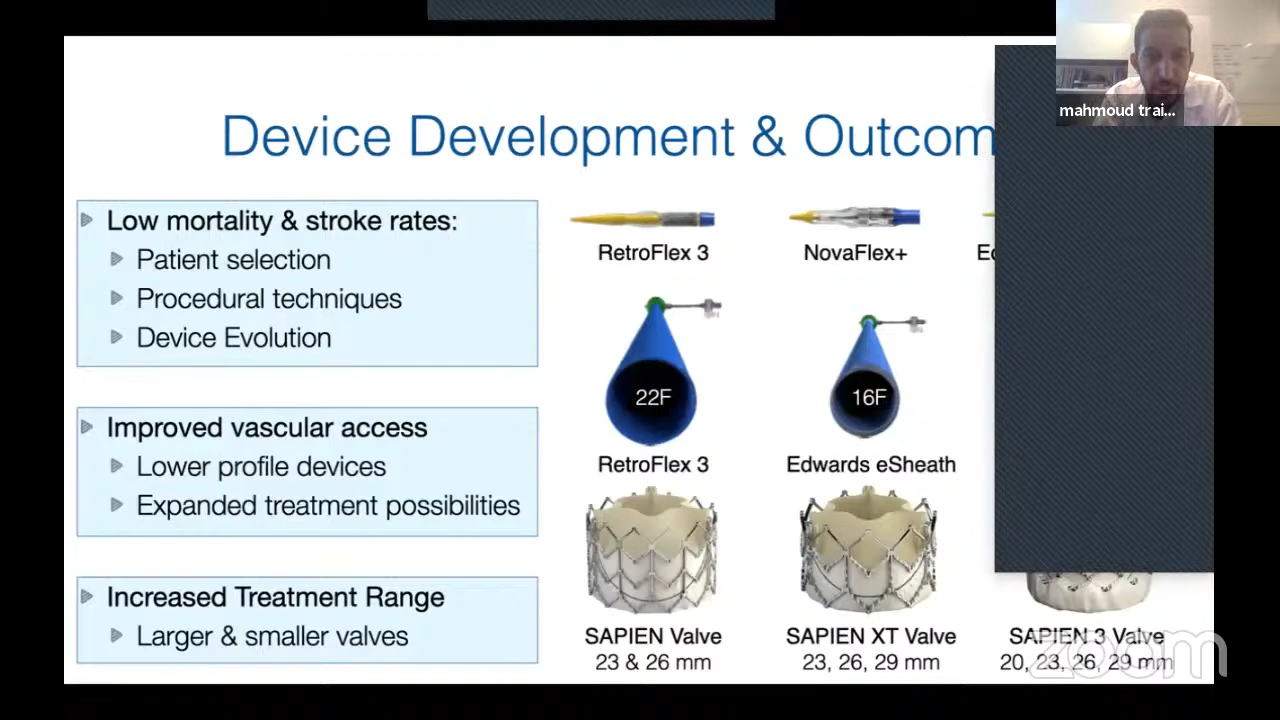 mahmoud trai...
Device Development & Outcom
Low mortality & stroke rates:
Patient selection
Procedural techniques
Device Evolution
Improved vascular access
Lower profile devices
Expanded treatment possibilities
Increased Treatment Range
Larger & smaller valves
RetroFlex 3
NovaFlex+
22F
16F
RetroFlex 3
Edwards eSheath
SAPIEN Valve
23 & 26 mm
SAPIEN XT Valve
23, 26, 29 mm
SAPIEN 3 Valve
20, 23, 26, 29 mm
zoom